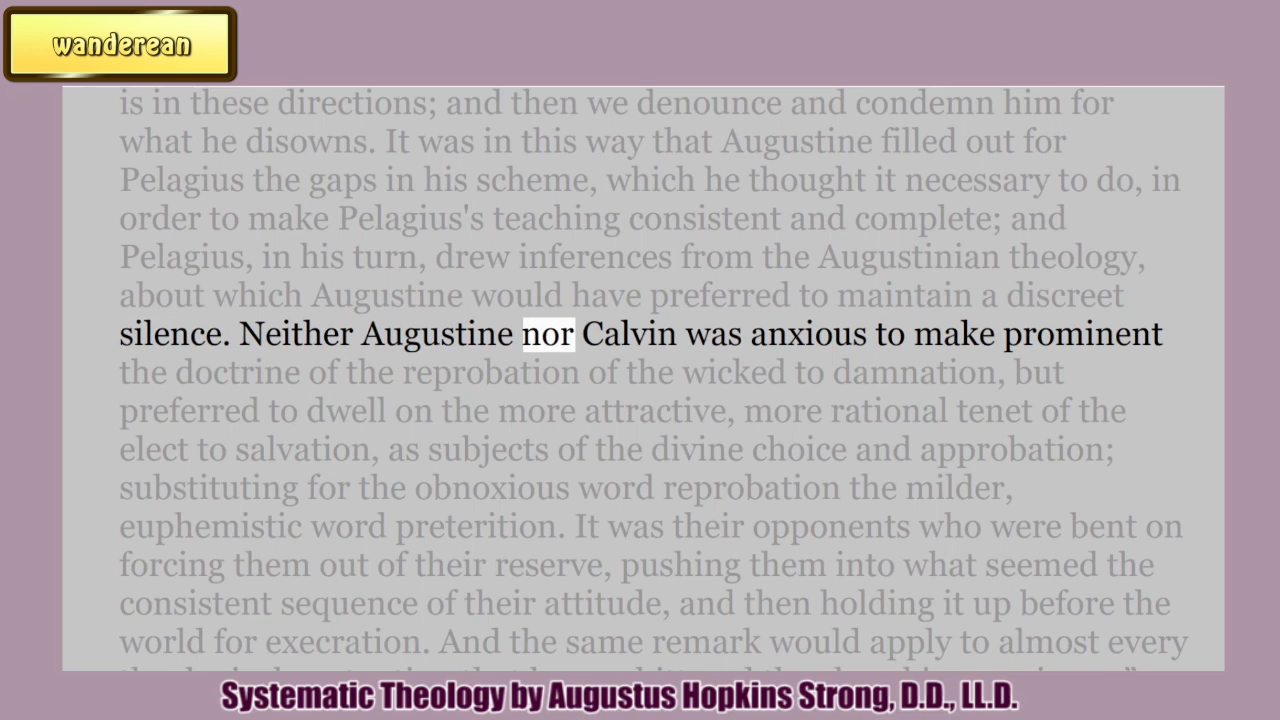 wanderean
is in these directions; and then we denounce and condemn him for
what he disowns. It was in this way that Augustine filled out for
Pelagius the gaps in his scheme, which he thought it necessary to do, in
order to make Pelagius's teaching consistent and complete; and
Pelagius, in his turn, drew inferences from the Augustinian theology,
about which Augustine would have preferred to maintain a discreet
silence. Neither Augustine nor Calvin was anxious to make prominent
the doctrine of the reprobation of the wicked to damnation, but
preferred to dwell on the more attractive, more rational tenet of the
elect to salvation, as subjects of the divine choice and approbation;
substituting for the obnoxious word reprobation the milder,
euphemistic word preterition. It was their opponents who were bent on
forcing them out of their reserve, pushing them into what seemed the
consistent sequence of their attitude, and then holding it up before the
world for execration. And the same remark would apply to almost every
Systematic Theology by Augustus Hopkins Strong, D.D., LL.D.